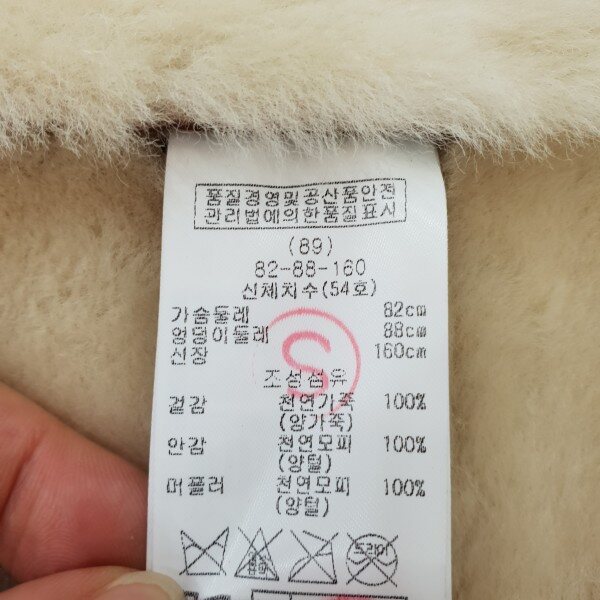 품질경영및공산품안전
관리법에의한품질표시
(89)
82-88-160
신체치수(54호)
가슴둘레 82cm
엉덩이둘레 88cm
신장 160cm
S
조성섬유
겉감 천연가죽 100%
(양가죽)
안감 천연모피 100%
(양털)
머플러 천연모피 100%
(양털)
드라이